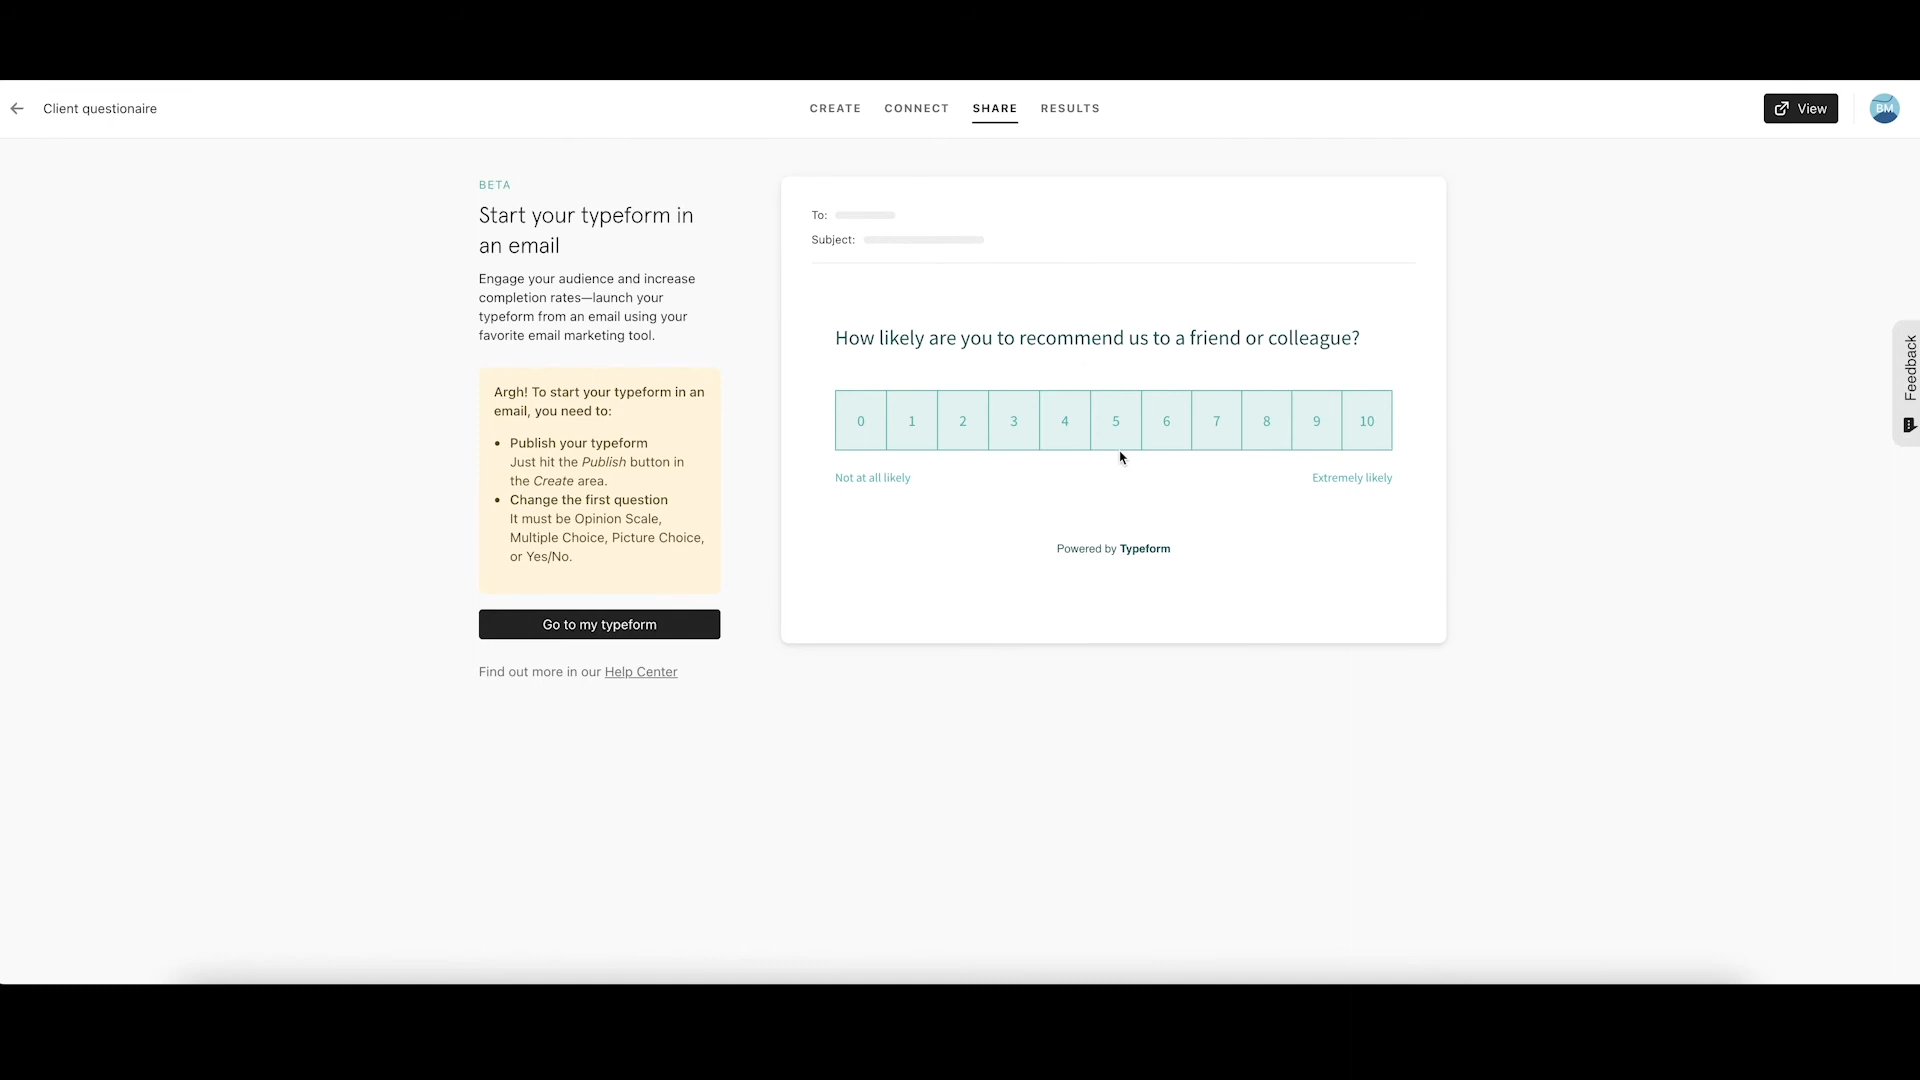 Client questionaire
CREATE CONNECT SHARE RESULTS
View
BM
BETA
Start your typeform in
an email
Engage your audience and increase
completion rates—launch your
typeform from an email using your
favorite email marketing tool.
Argh! To start your typeform in an
email, you need to:
• Publish your typeform
Just hit the Publish button in
the Create area.
• Change the first question
It must be Opinion Scale,
Multiple Choice, Picture Choice,
or Yes/No.
Go to my typeform
Find out more in our Help Center
To:
Subject:
How likely are you to recommend us to a friend or colleague?
0 1 2 3 4 5 6 7 8 9 10
Not at all likely Extremely likely
Powered by Typeform
Feedback